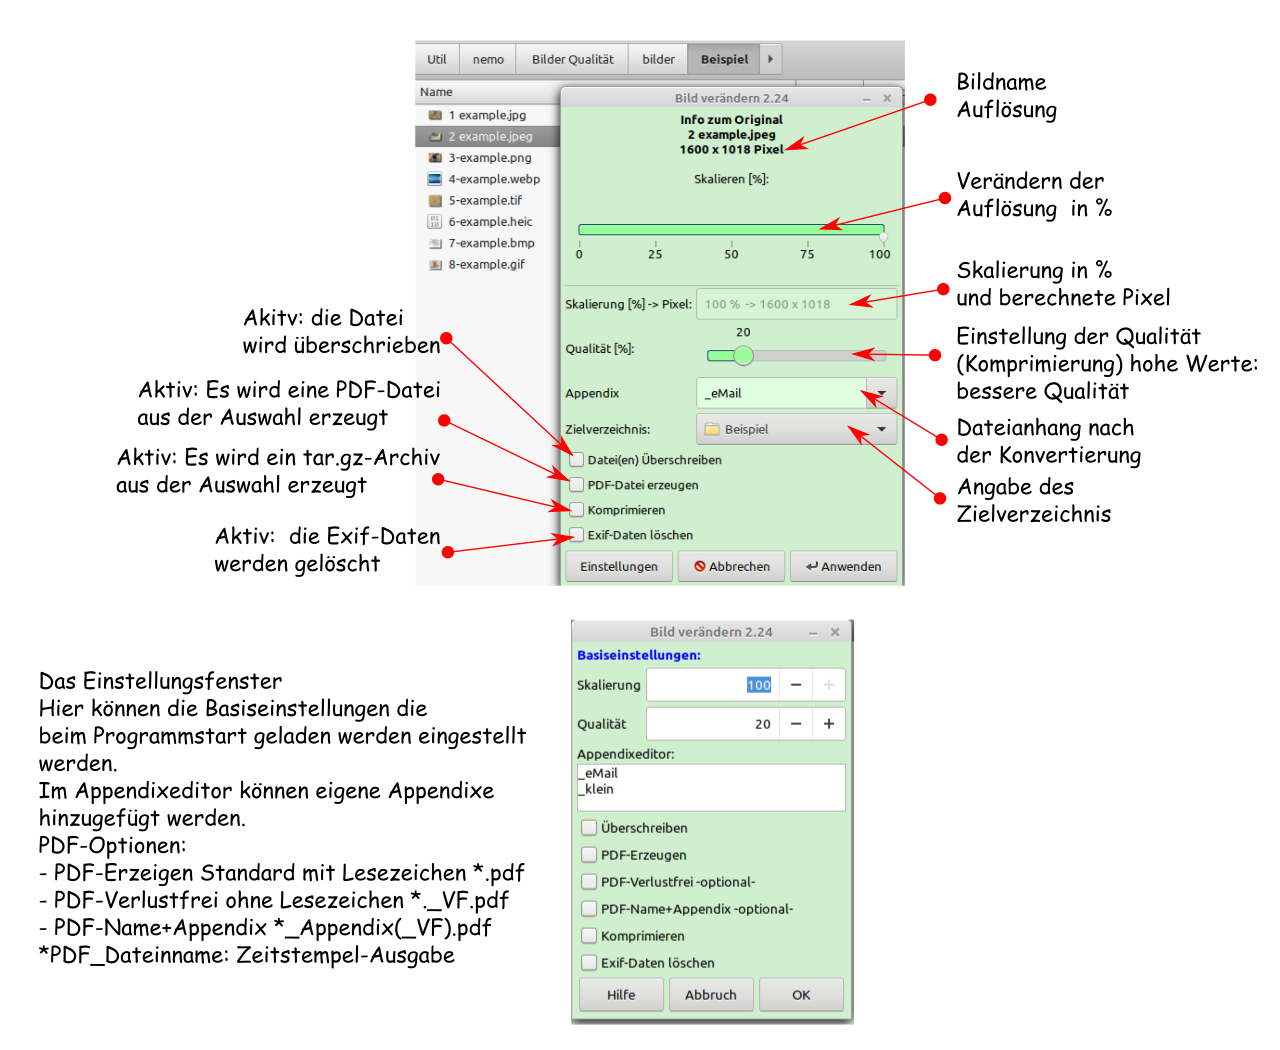 Util nemo Bilder Qualität bilder Beispiel
Name
1 example.jpg
2 example.jpeg
3-example.png
4-example.webp
5-example.tif
6-example.heic
7-example.bmp
8-example.gif
Bild verändern 2.24
Info zum Original
2 example.jpeg
1600 x 1018 Pixel
Skalieren [%]:
0 25 50 75 100
Skalierung [%] -> Pixel: 100 % -> 1600 x 1018
20
Qualität [%]:
Appendix _eMail
Zielverzeichnis: Beispiel
Datei(en) Überschreiben
PDF-Datei erzeugen
Komprimieren
Exif-Daten löschen
Einstellungen Abbrechen Anwenden
Bildname
Auflösung
Verändern der
Auflösung in %
Skalierung in %
und berechnete Pixel
Einstellung der Qualität
(Komprimierung) hohe Werte:
bessere Qualität
Dateianhang nach
der Konvertierung
Angabe des
Zielverzeichnis
Akitv: die Datei
wird überschrieben
Aktiv: Es wird eine PDF-Datei
aus der Auswahl erzeugt
Aktiv: Es wird ein tar.gz-Archiv
aus der Auswahl erzeugt
Aktiv: die Exif-Daten
werden gelöscht
Das Einstellungsfenster
Hier können die Basiseinstellungen die
beim Programmstart geladen werden eingestellt
werden.
Im Appendixeditor können eigene Appendixe
hinzugefügt werden.
PDF-Optionen:
- PDF-Erzeigen Standard mit Lesezeichen *.pdf
- PDF-Verlustfrei ohne Lesezeichen *._VF.pdf
- PDF-Name+Appendix *_Appendix(_VF).pdf
*PDF_Dateinname: Zeitstempel-Ausgabe
Bild verändern 2.24
Basiseinstellungen:
Skalierung 100
Qualität 20
Appendixeditor:
_eMail
_klein
Überschreiben
PDF-Erzeugen
PDF-Verlustfrei -optional-
PDF-Name+Appendix -optional-
Komprimieren
Exif-Daten löschen
Hilfe Abbruch OK